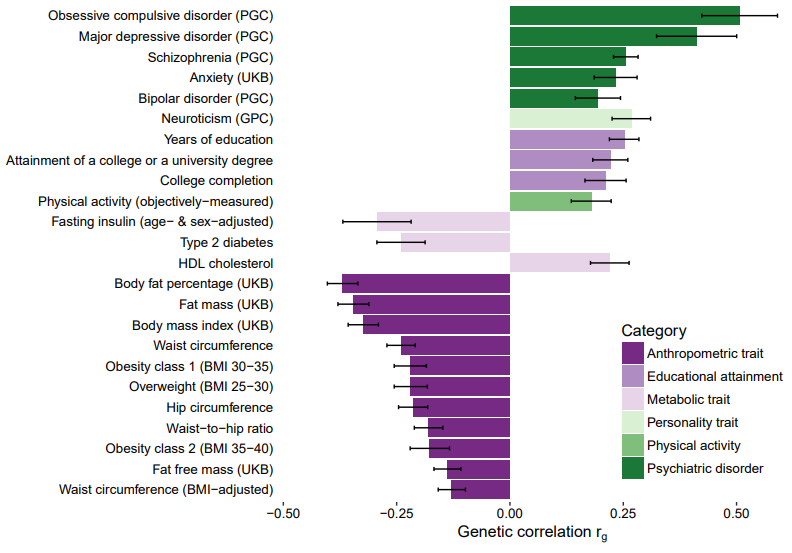 Obsessive compulsive disorder (PGC)
Major depressive disorder (PGC)
Schizophrenia (PGC)
Anxiety (UKB)
Bipolar disorder (PGC)
Neuroticism (GPC)
Years of education
Attainment of a college or a university degree
College completion
Physical activity (objectively−measured)
Fasting insulin (age− & sex−adjusted)
Type 2 diabetes
HDL cholesterol
Body fat percentage (UKB)
Fat mass (UKB)
Body mass index (UKB)
Waist circumference
Obesity class 1 (BMI 30−35)
Overweight (BMI 25−30)
Hip circumference
Waist−to−hip ratio
Obesity class 2 (BMI 35−40)
Fat free mass (UKB)
Waist circumference (BMI−adjusted)
Category
Anthropometric trait
Educational attainment
Metabolic trait
Personality trait
Physical activity
Psychiatric disorder
−0.50 −0.25 0.00 0.25 0.50
Genetic correlation rg